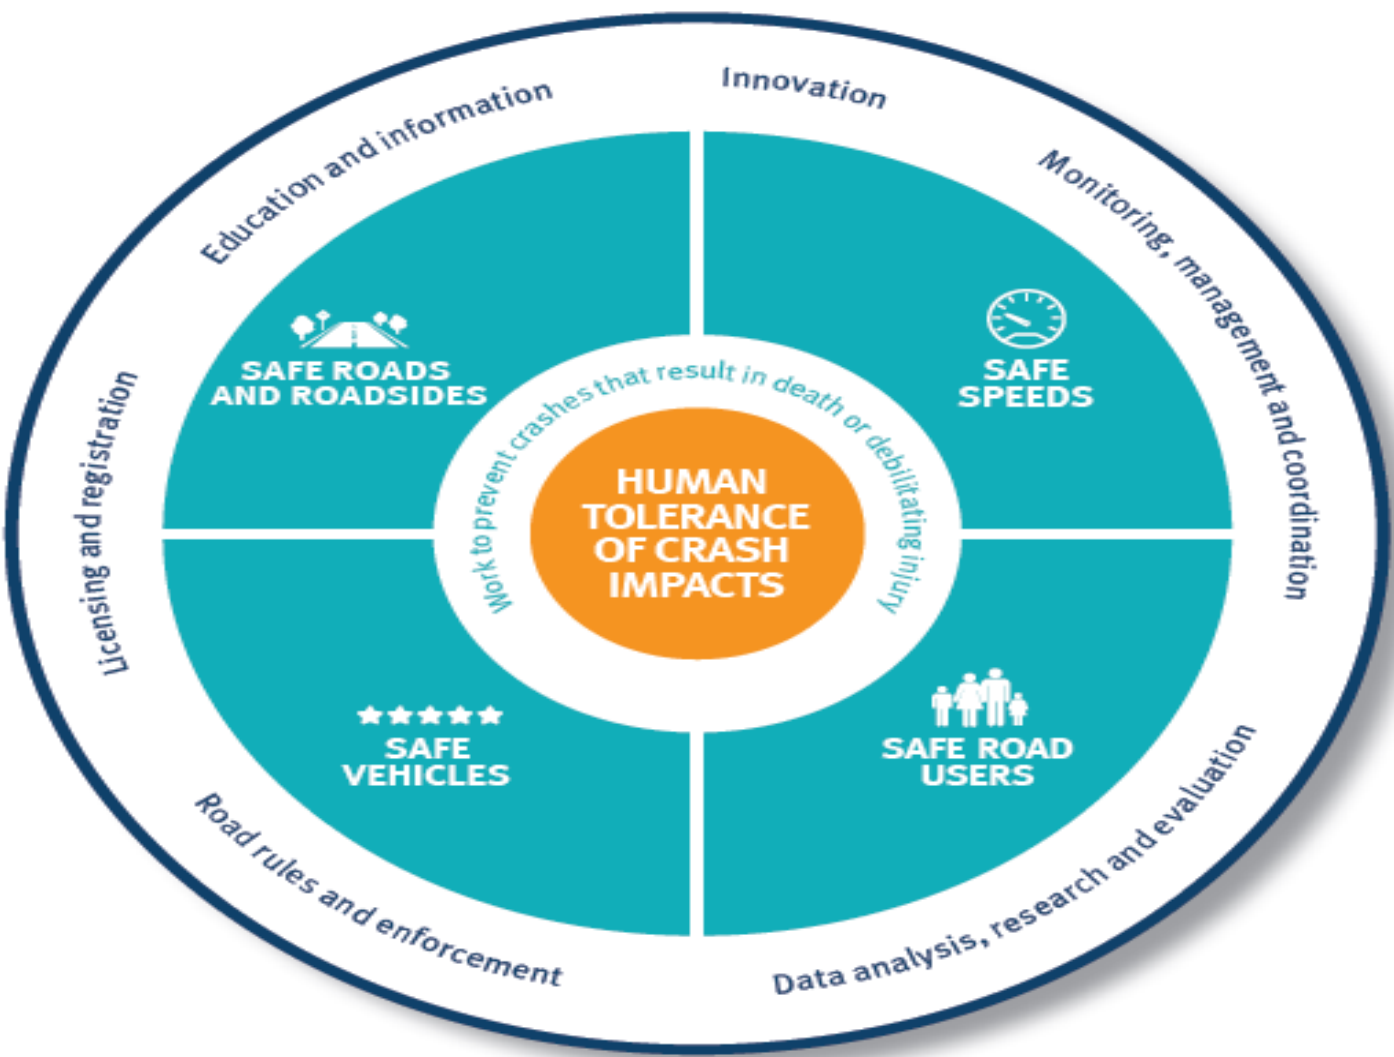 Innovation
Education and information
Monitoring, management and coordination
SAFE ROADS
AND ROADSIDES
SAFE
SPEEDS
Work to prevent crashes that result in death or debilitating injury
HUMAN
TOLERANCE
OF CRASH
IMPACTS
Licensing and registration
SAFE
VEHICLES
SAFE ROAD
USERS
Road rules and enforcement
Data analysis, research and evaluation